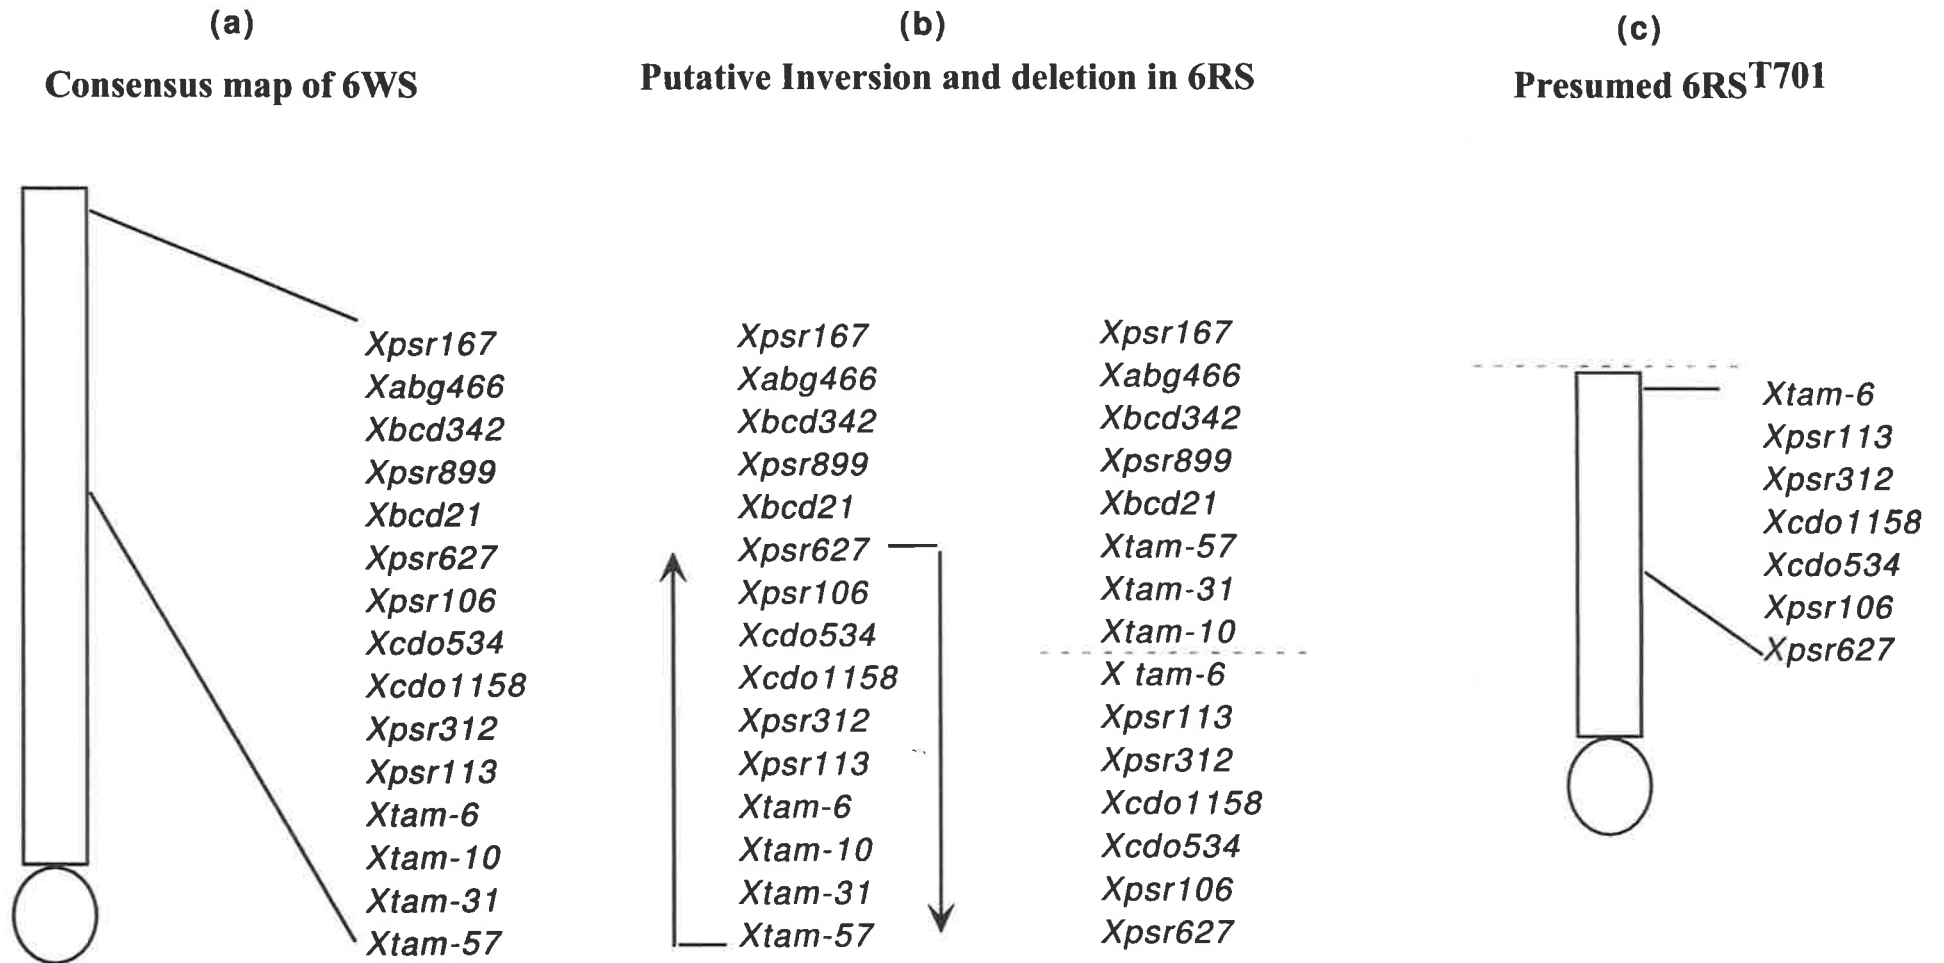 (a)
Consensus map of 6WS
Xpsr167
Xabg466
Xbcd342
Xpsr899
Xbcd21
Xpsr627
Xpsr106
Xcdo534
Xcdo1158
Xpsr312
Xpsr113
Xtam-6
Xtam-10
Xtam-31
Xtam-57
(b)
Putative Inversion and deletion in 6RS
Xpsr167
Xabg466
Xbcd342
Xpsr899
Xbcd21
Xpsr627
Xpsr106
Xcdo534
Xcdo1158
Xpsr312
Xpsr113
Xtam-6
Xtam-10
Xtam-31
Xtam-57
Xpsr167
Xabg466
Xbcd342
Xpsr899
Xbcd21
Xtam-57
Xtam-31
Xtam-10
X tam-6
Xpsr113
Xpsr312
Xcdo1158
Xcdo534
Xpsr106
Xpsr627
(c)
Presumed 6RST701
Xtam-6
Xpsr113
Xpsr312
Xcdo1158
Xcdo534
Xpsr106
Xpsr627